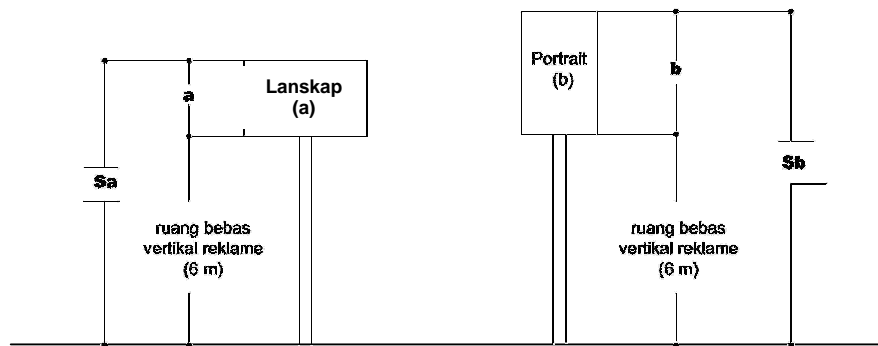 Lanskap
(a)
a
Sa
ruang bebas
vertikal reklame
(6 m)
Portrait
(b)
b
Sb
ruang bebas
vertikal reklame
(6 m)